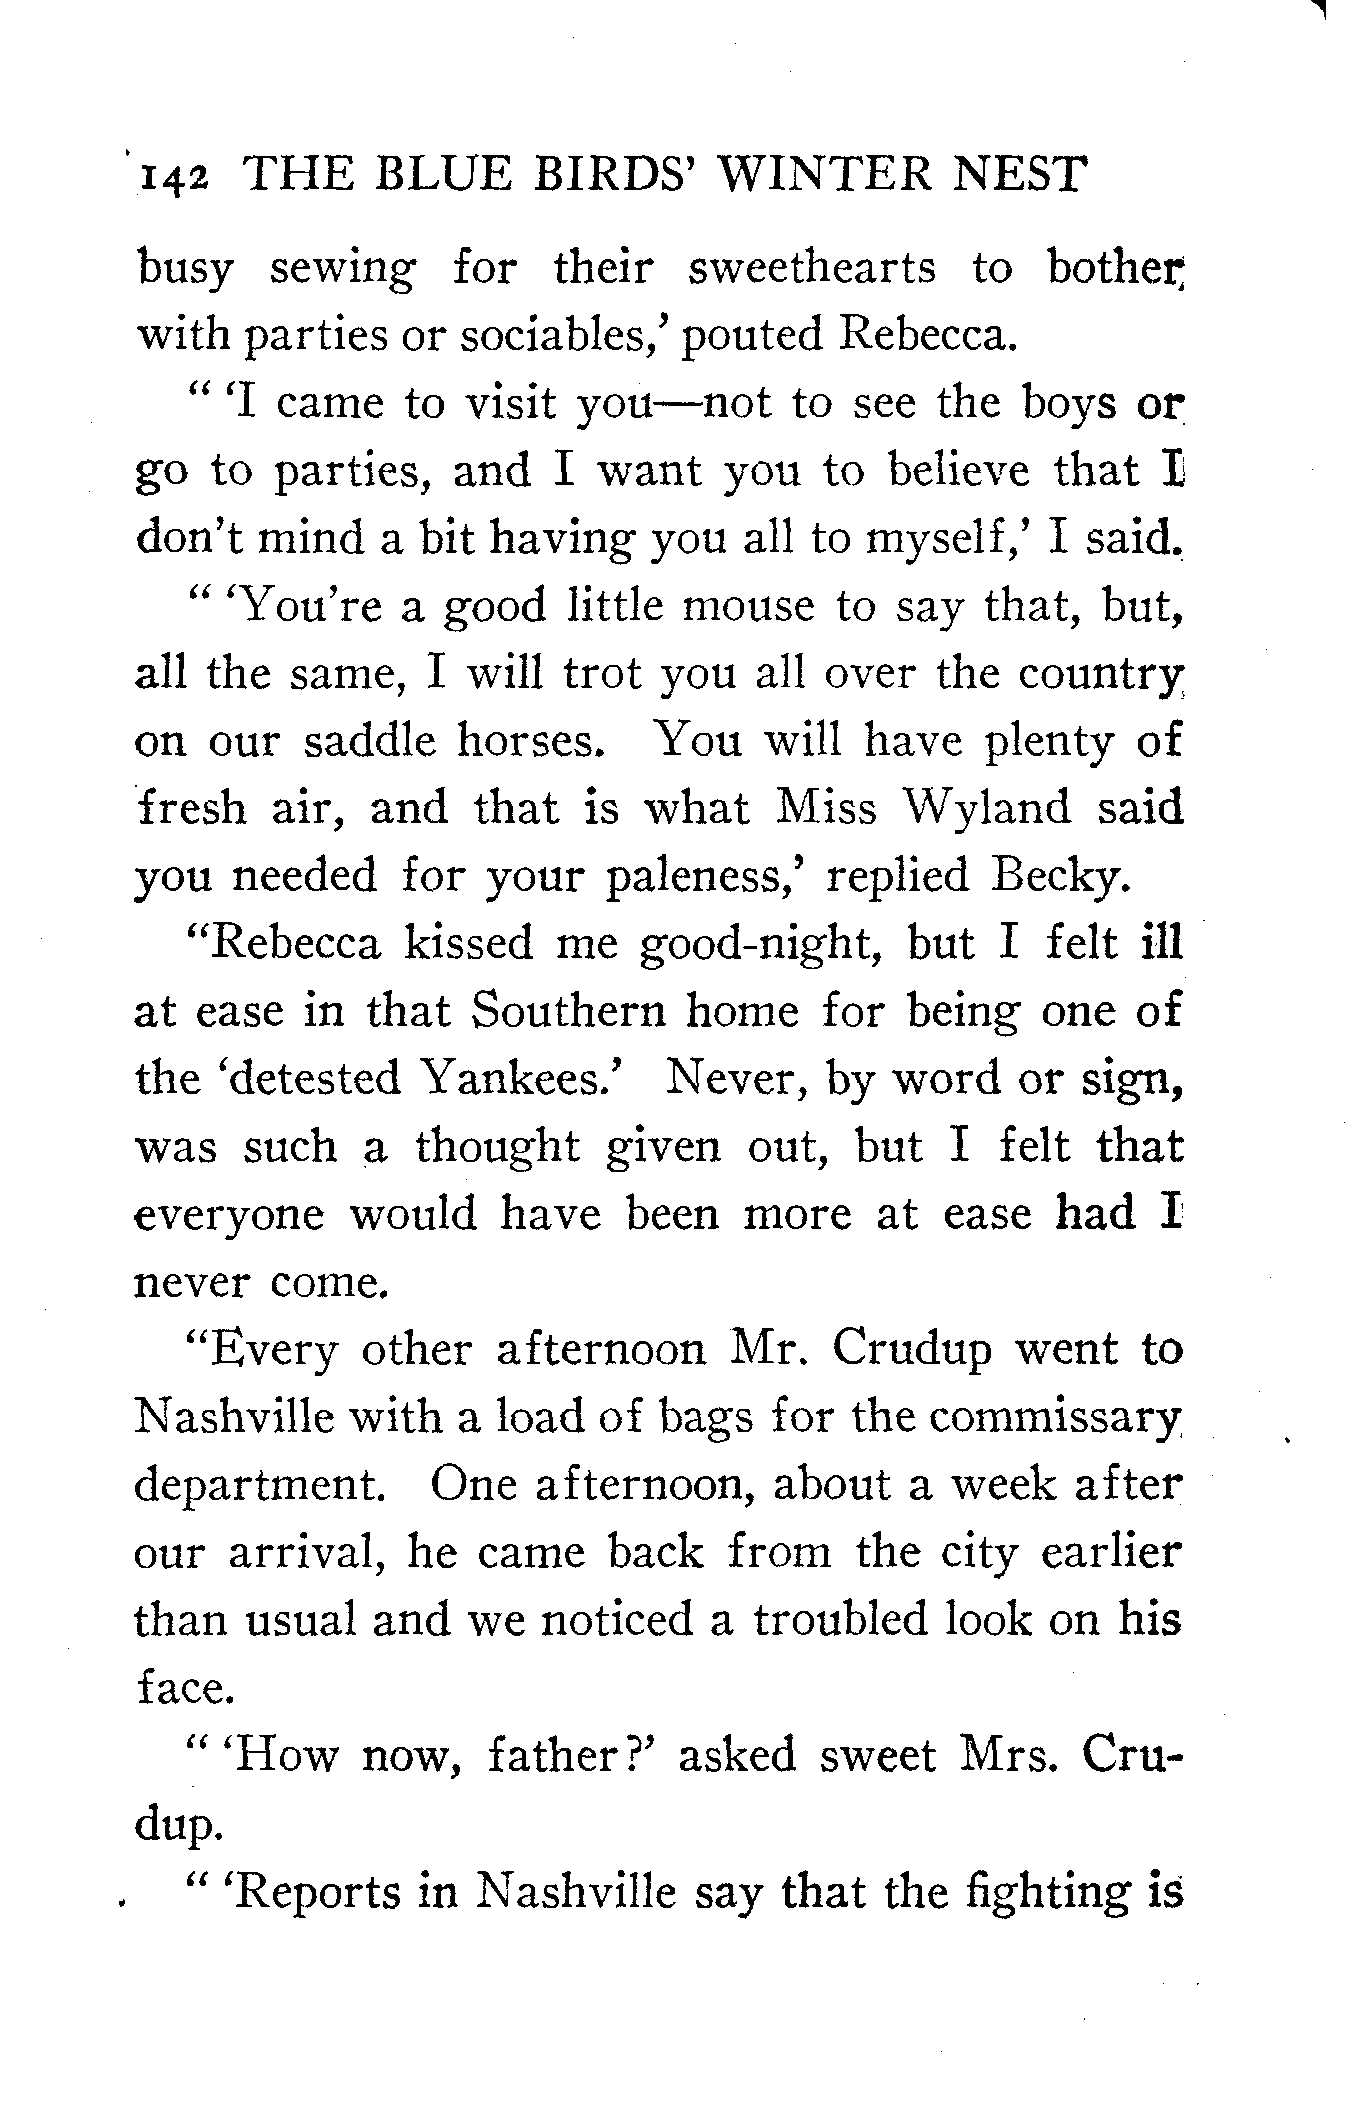 142 THE BLUE BIRDS' WINTER NEST
busy sewing for their sweethearts to bother
with parties or sociables,' pouted Rebecca.
" 'I came to visit you—not to see the boys or
go to parties, and I want you to believe that I
don't mind a bit having you all to myself,' I said.
" 'You're a good little mouse to say that, but,
all the same, I will trot you all over the country
on our saddle horses. You will have plenty of
fresh air, and that is what Miss Wyland said
you needed for your paleness,' replied Becky.
"Rebecca kissed me good-night, but I felt ill
at ease in that Southern home for being one of
the 'detested Yankees.' Never, by word or sign,
was such a thought given out, but I felt that
everyone would have been more at ease had I
never come.
"Every other afternoon Mr. Crudup went to
Nashville with a load of bags for the commissary
department. One afternoon, about a week after
our arrival, he came back from the city earlier
than usual and we noticed a troubled look on his
face.
" 'How now, father?' asked sweet Mrs. Cru-
dup.
" 'Reports in Nashville say that the fighting is